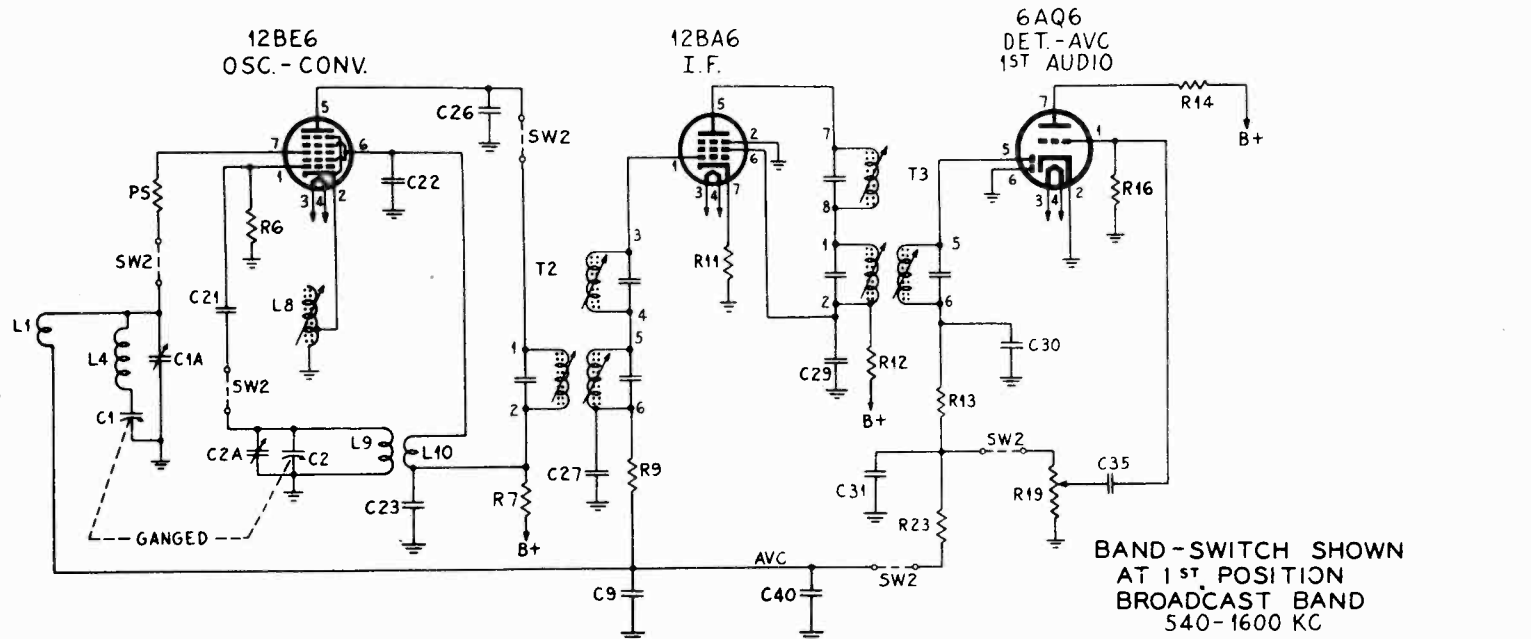 12BE6
OSC.-CONV.
12BA6
I.F.
6AQ6
DET.-AVC
1ST AUDIO
5
C26
SW2
7
6
1
3 4 2
C22
PS
R6
SW2
C21
L8
L1
L4
C1A
SW2
C1
C2A
C2
L9
L10
C23
GANGED
R7
B+
1
2
T2
3
4
5
6
C27
R9
C9
5
2
6
1
3 4 7
R11
7
8
T3
1
2
5
6
C29
R12
B+
C30
R13
C31
R23
SW2
R19
C35
AVC
C40
SW2
7
1
5
6
3 4 2
R14
B+
R16
BAND-SWITCH SHOWN
AT 1ST. POSITION
BROADCAST BAND
540-1600 KC